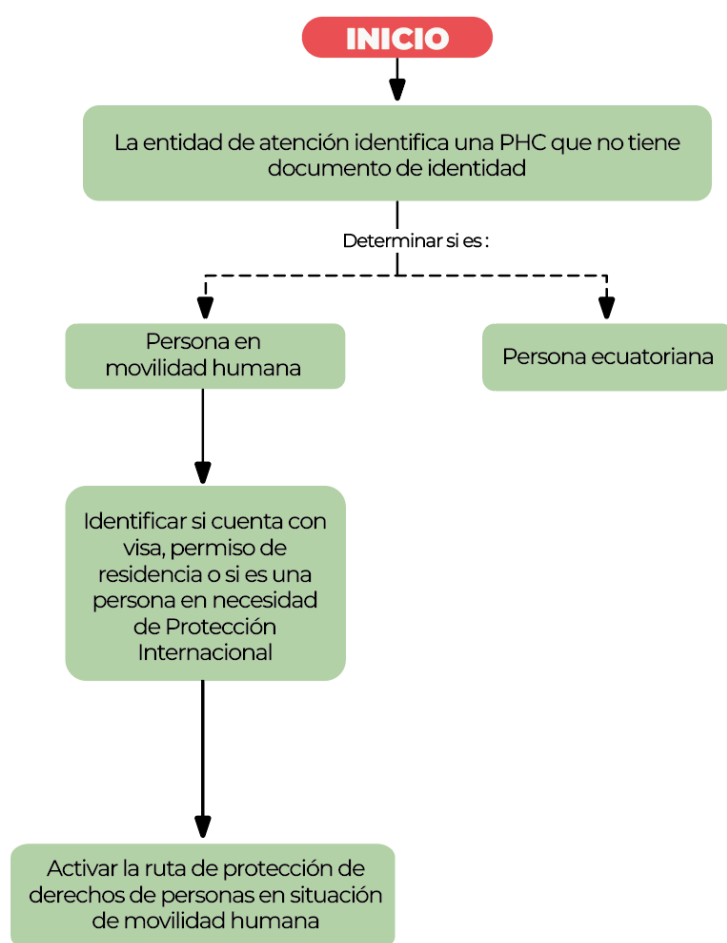 INICIO
La entidad de atención identifica una PHC que no tiene
documento de identidad
Determinar si es :
Persona en
movilidad humana
Persona ecuatoriana
Identificar si cuenta con
visa, permiso de
residencia o si es una
persona en necesidad
de Protección
Internacional
Activar la ruta de protección de
derechos de personas en situación
de movilidad humana